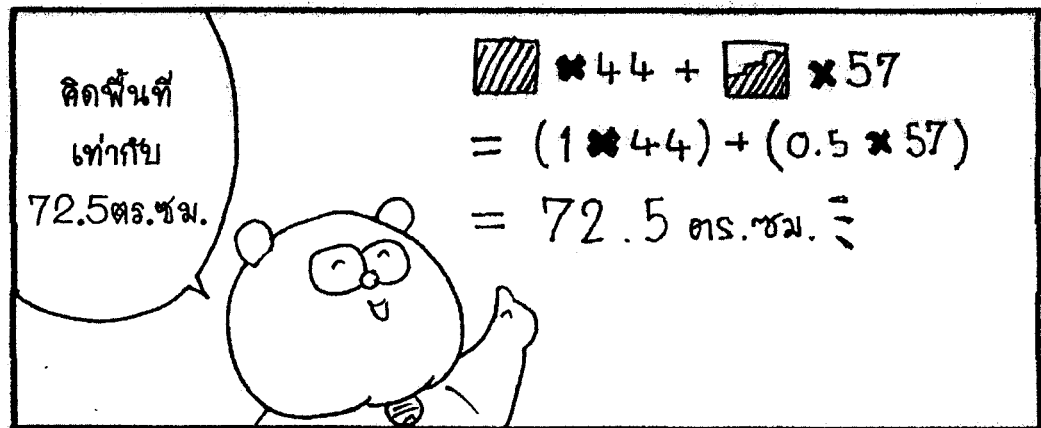 คิดพื้นที่
เท่ากับ
72.5ตร.ซม.
× 44 + × 57
= (1 × 44) + (0.5 × 57)
= 72.5 ตร.ซม.